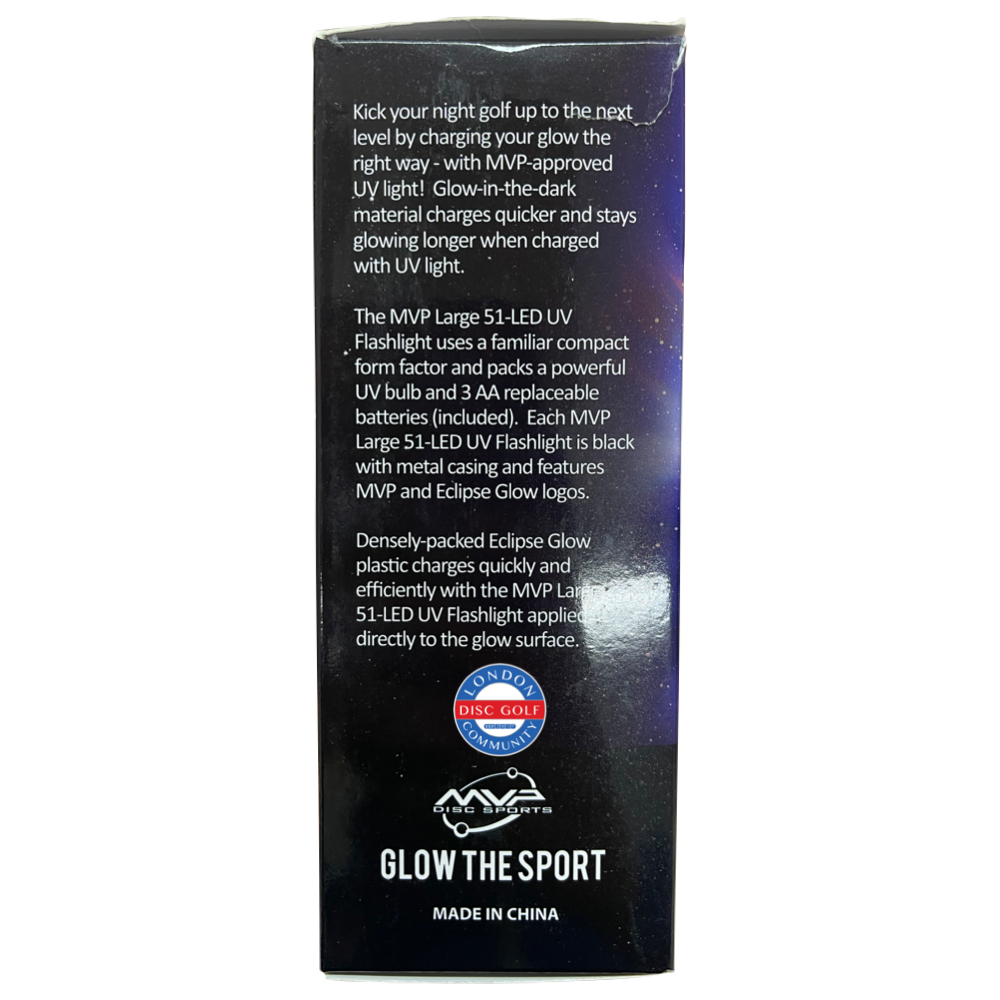 Kick your night golf up to the next
level by charging your glow the
right way - with MVP-approved
UV light!  Glow-in-the-dark
material charges quicker and stays
glowing longer when charged
with UV light.
The MVP Large 51-LED UV
Flashlight uses a familiar compact
form factor and packs a powerful
UV bulb and 3 AA replaceable
batteries (included).  Each MVP
Large 51-LED UV Flashlight is black
with metal casing and features
MVP and Eclipse Glow logos.
Densely-packed Eclipse Glow
plastic charges quickly and
efficiently with the MVP Large
51-LED UV Flashlight applied
directly to the glow surface.
LONDON
DISC GOLF
COMMUNITY
MVP
DISC SPORTS
GLOW THE SPORT
MADE IN CHINA